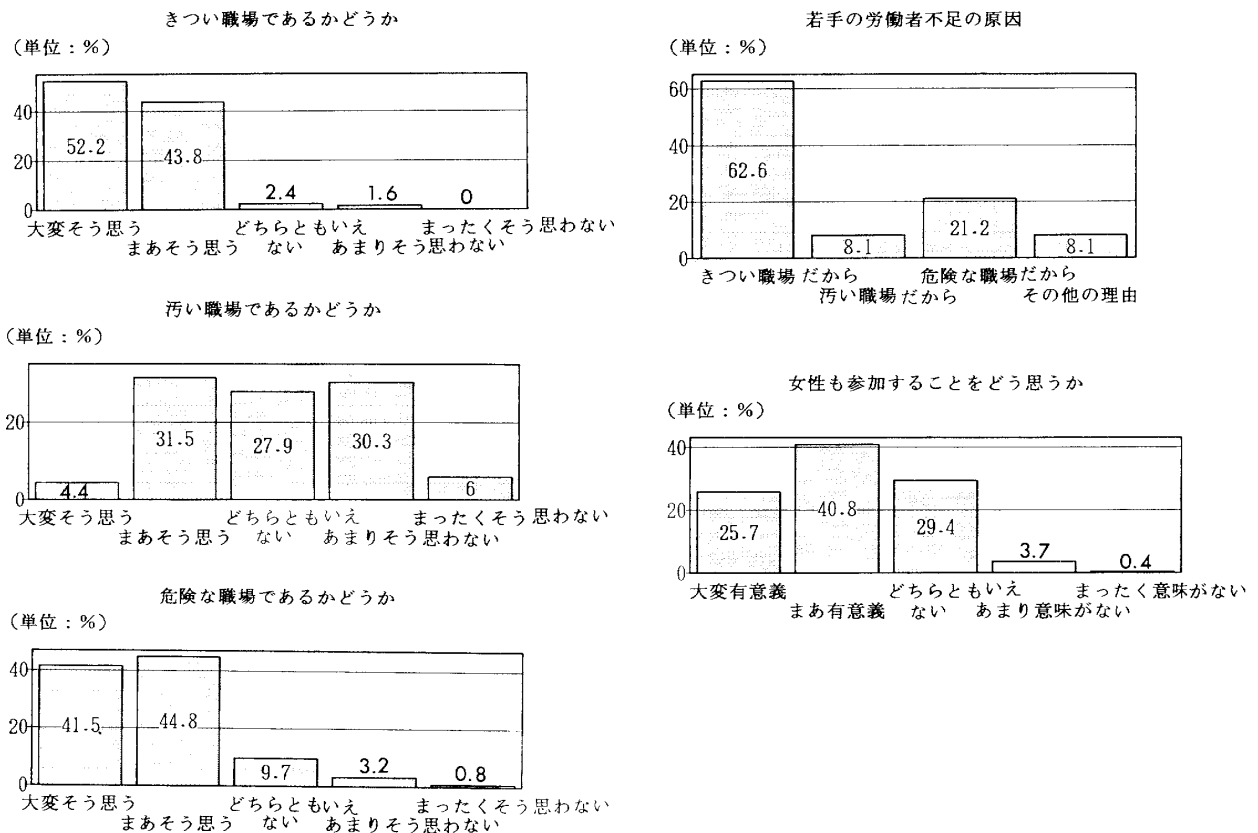 きつい職場であるかどうか
（単位：％）
40
20
0
52.2
43.8
2.4
1.6
0
大変そう思う
まあそう思う
どちらともいえ
ない
あまりそう思わない
まったくそう思わない
汚い職場であるかどうか
（単位：％）
20
0
4.4
31.5
27.9
30.3
6
大変そう思う
まあそう思う
どちらともいえ
ない
あまりそう思わない
まったくそう思わない
危険な職場であるかどうか
（単位：％）
40
20
0
41.5
44.8
9.7
3.2
0.8
大変そう思う
まあそう思う
どちらともいえ
ない
あまりそう思わない
まったくそう思わない
若手の労働者不足の原因
（単位：％）
60
40
20
0
62.6
8.1
21.2
8.1
きつい職場だから
汚い職場だから
危険な職場だから
その他の理由
女性も参加することをどう思うか
（単位：％）
40
20
0
25.7
40.8
29.4
3.7
0.4
大変有意義
まあ有意義
どちらともいえ
ない
あまり意味がない
まったく意味がない